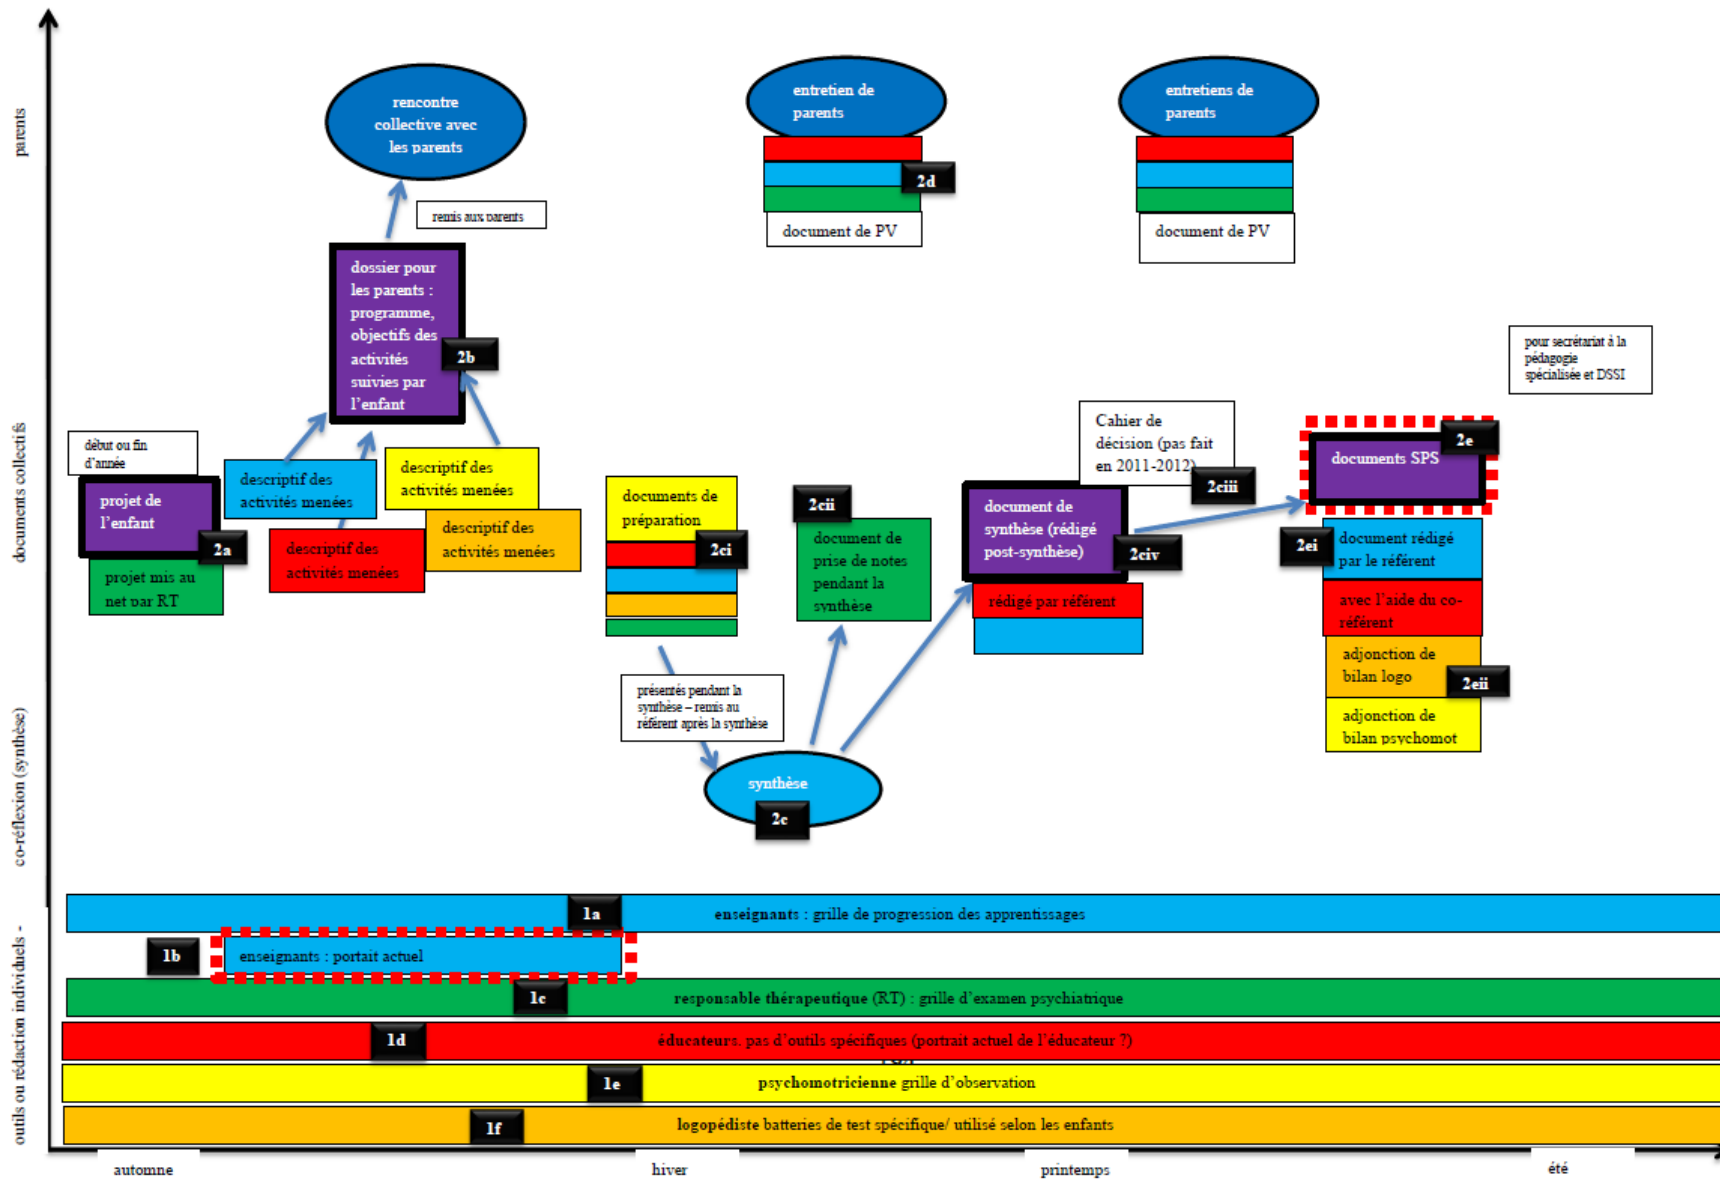 parents
documents collectifs
co-réflexion (synthèse)
outils ou rédaction individuels -
rencontre
collective avec
les parents
entretien de
parents
2d
document de PV
entretiens de
parents
document de PV
remis aux parents
dossier pour
les parents :
programme,
objectifs des
activités
suivies par
l'enfant
2b
pour secrétariat à la
pédagogie
spécialisée et DSSI
début ou fin
d'année
projet de
l'enfant
2a
projet mis au
net par RT
descriptif des
activités menées
descriptif des
activités menées
descriptif des
activités menées
descriptif des
activités menées
documents de
préparation
2ci
2cii
document de
prise de notes
pendant la
synthèse
Cahier de
décision (pas fait
en 2011-2012)
2ciii
document de
synthèse (rédigé
post-synthèse)
2civ
rédigé par référent
2e
documents SPS
2ei
document rédigé
par le référent
avec l'aide du co-
référent
adjonction de
bilan logo
2eii
adjonction de
bilan psychomot
présentés pendant la
synthèse – remis au
référent après la synthèse
synthèse
2c
1a
enseignants : grille de progression des apprentissages
1b
enseignants : portait actuel
1c
responsable thérapeutique (RT) : grille d'examen psychiatrique
1d
éducateurs. pas d'outils spécifiques (portrait actuel de l'éducateur ?)
1e
psychomotricienne grille d'observation
1f
logopédiste batteries de test spécifique/ utilisé selon les enfants
automne
hiver
printemps
été